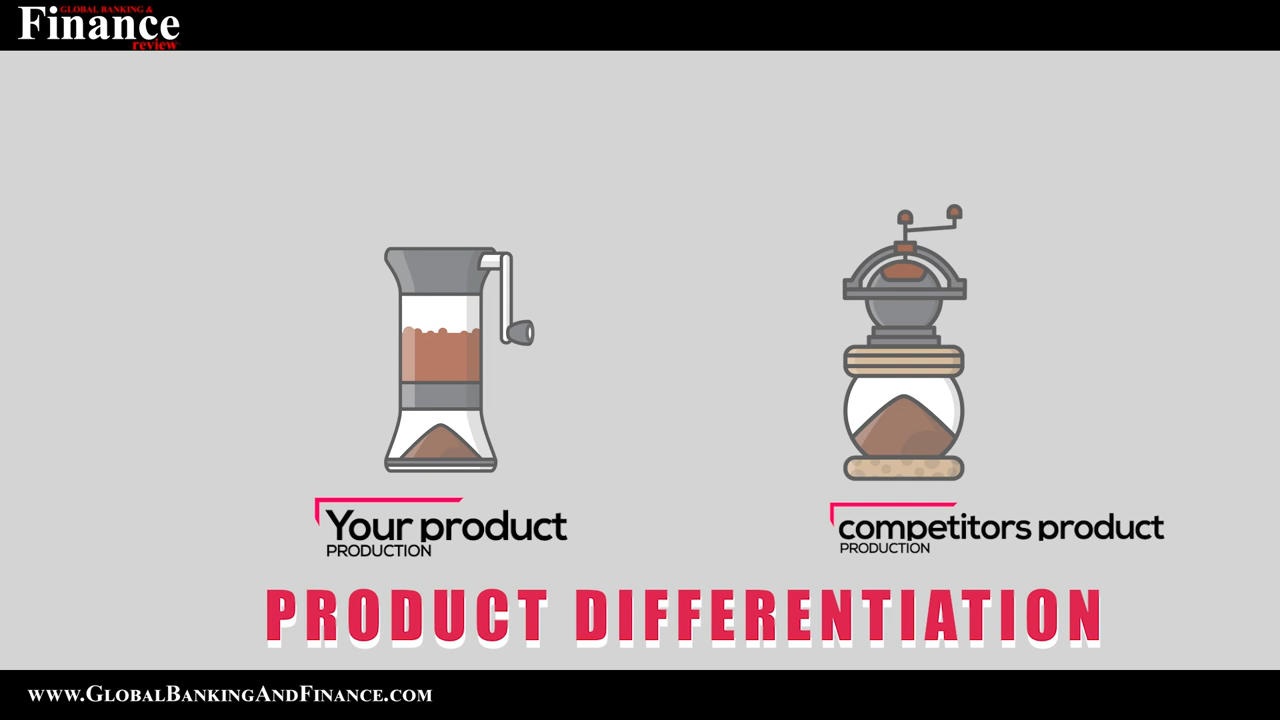 GLOBAL BANKING &
Finance
review
Your product
PRODUCTION
competitors product
PRODUCTION
PRODUCT DIFFERENTIATION
www.GlobalBankingAndFinance.com